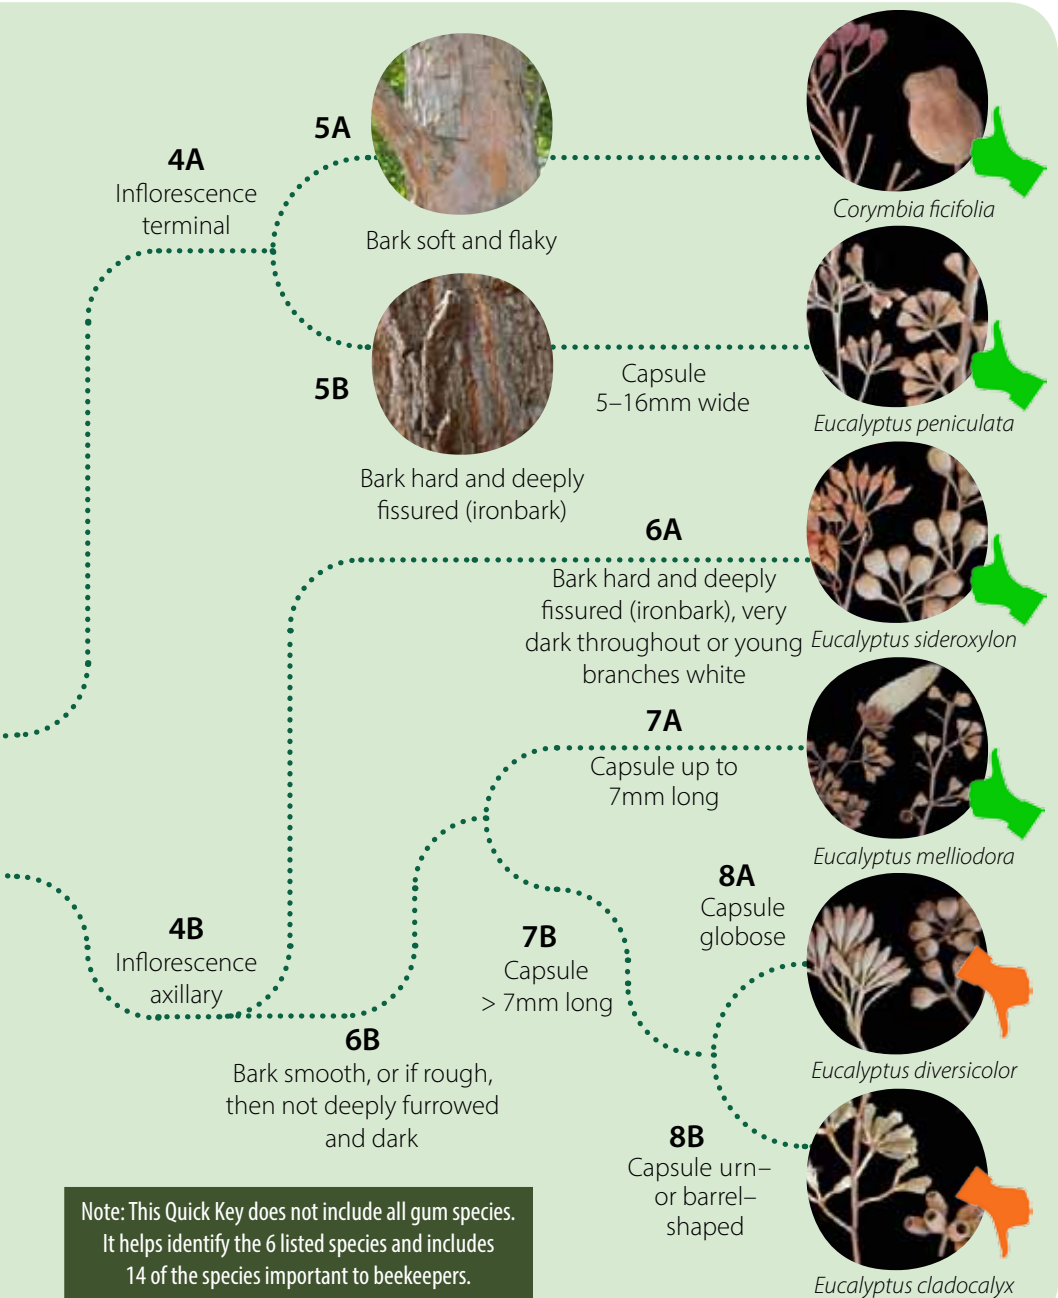 4A
Inflorescence
terminal
5A
Bark soft and flaky
Corymbia ficifolia
5B
Bark hard and deeply
fissured (ironbark)
Capsule
5–16mm wide
Eucalyptus peniculata
6A
Bark hard and deeply
fissured (ironbark), very
dark throughout or young
branches white
Eucalyptus sideroxylon
7A
Capsule up to
7mm long
Eucalyptus melliodora
4B
Inflorescence
axillary
6B
Bark smooth, or if rough,
then not deeply furrowed
and dark
7B
Capsule
> 7mm long
8A
Capsule
globose
Eucalyptus diversicolor
8B
Capsule urn–
or barrel–
shaped
Eucalyptus cladocalyx
Note: This Quick Key does not include all gum species.
It helps identify the 6 listed species and includes
14 of the species important to beekeepers.